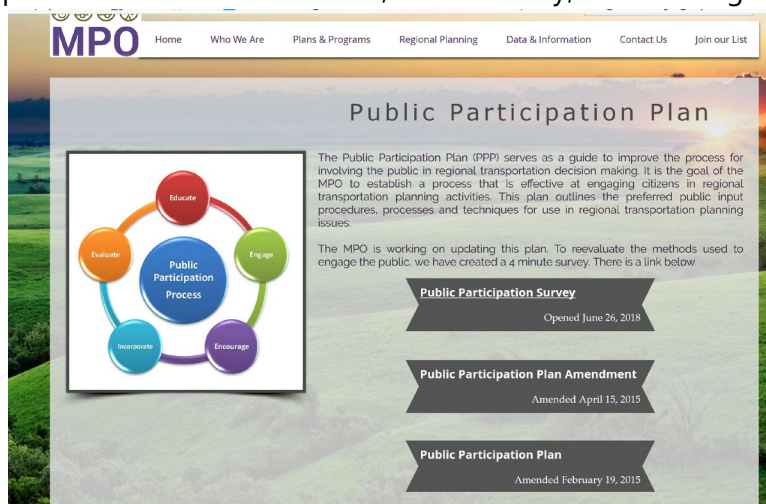 MPO
Home Who We Are Plans & Programs Regional Planning Data & Information Contact Us Join our List
Public Participation Plan
The Public Participation Plan (PPP) serves as a guide to improve the process for
involving the public in regional transportation decision making. It is the goal of the
MPO to establish a process that is effective at engaging citizens in regional
transportation planning activities. This plan outlines the preferred public input
procedures, processes and techniques for use in regional transportation planning
issues.
The MPO is working on updating this plan. To reevaluate the methods used to
engage the public, we have created a 4 minute survey. There is a link below.
Educate
Engage
Encourage
Incorporate
Evaluate
Public
Participation
Process
Public Participation Survey
Opened June 26, 2018
Public Participation Plan Amendment
Amended April 15, 2015
Public Participation Plan
Amended February 19, 2015